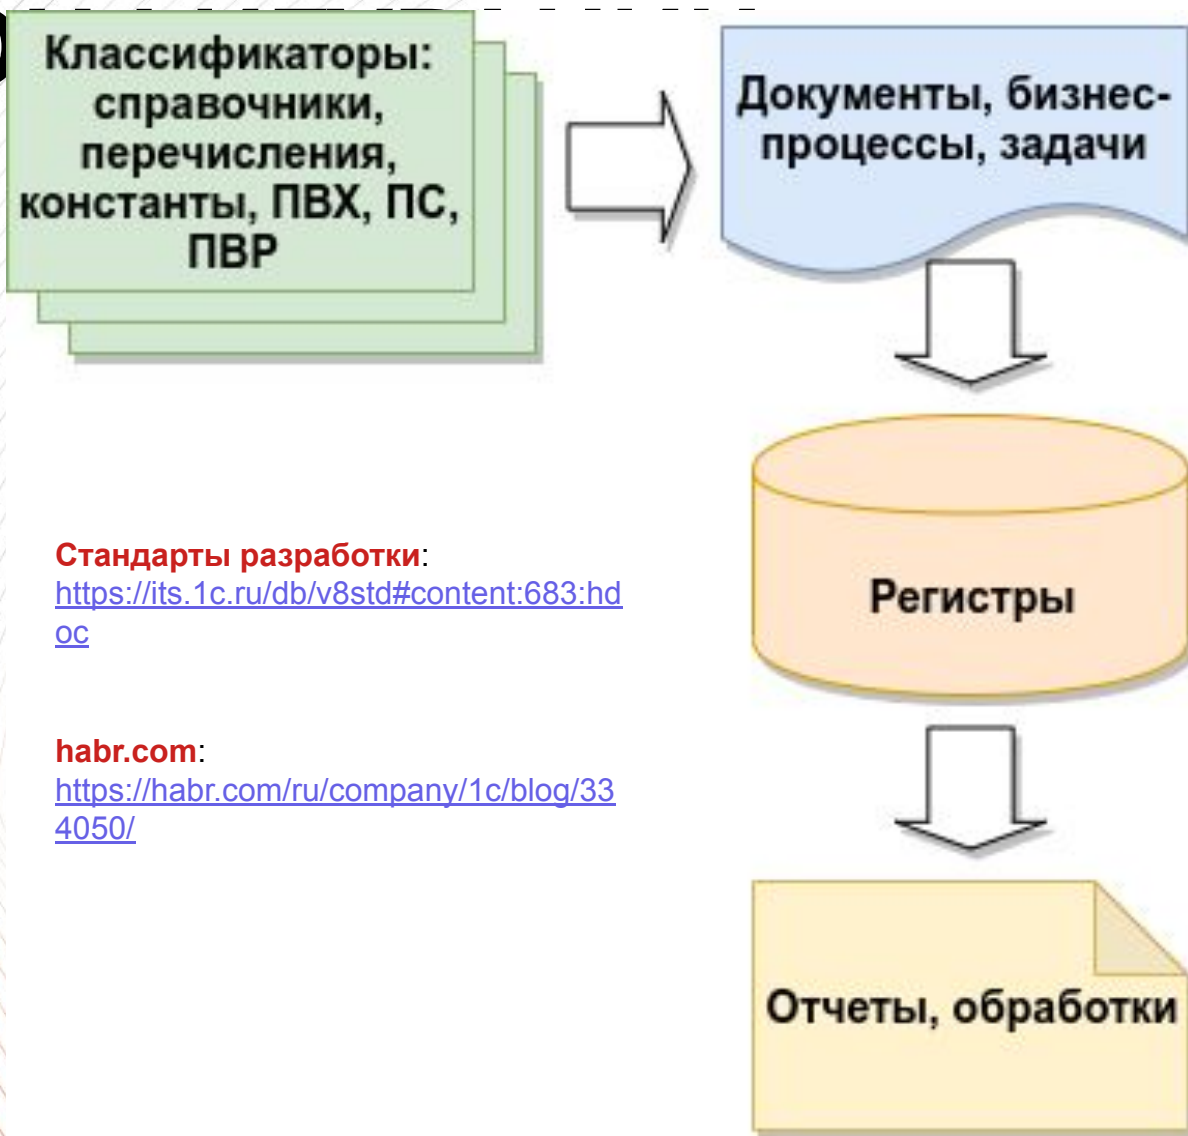 Классификаторы:
справочники,
перечисления,
константы, ПВХ, ПС,
ПВР
Документы, бизнес-
процессы, задачи
Регистры
Отчеты, обработки
Стандарты разработки:
https://its.1c.ru/db/v8std#content:683:hd
oc
habr.com:
https://habr.com/ru/company/1c/blog/33
4050/